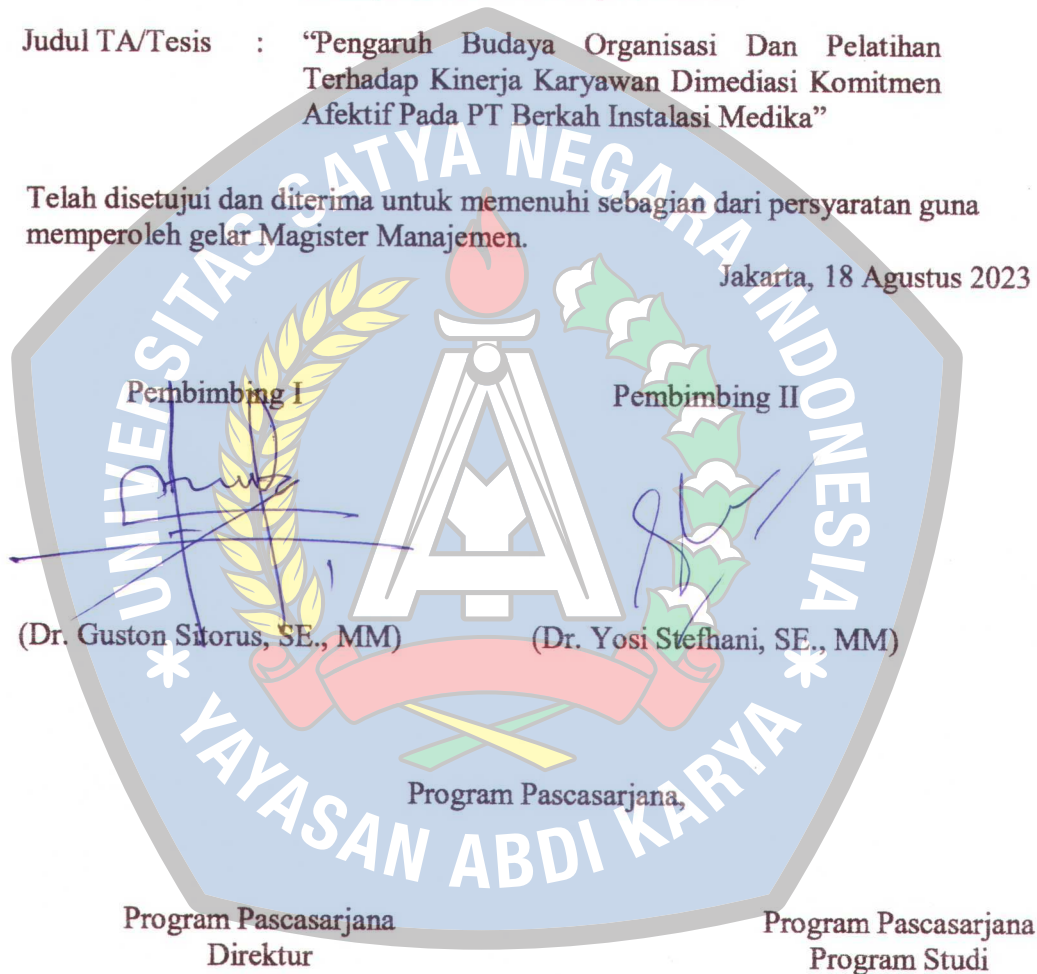 Judul TA/Tesis : “Pengaruh Budaya Organisasi Dan Pelatihan
Terhadap Kinerja Karyawan Dimediasi Komitmen
Afektif Pada PT Berkah Instalasi Medika”
Telah disetujui dan diterima untuk memenuhi sebagian dari persyaratan guna
memperoleh gelar Magister Manajemen.
Jakarta, 18 Agustus 2023
Pembimbing I Pembimbing II
(Dr. Guston Sitorus, SE., MM) (Dr. Yosi Stefhani, SE., MM)
Program Pascasarjana,
Program Pascasarjana Program Pascasarjana
Direktur Program Studi
UNIVERSITAS SATYA NEGARA INDONESIA
* YAYASAN ABDI KARYA *